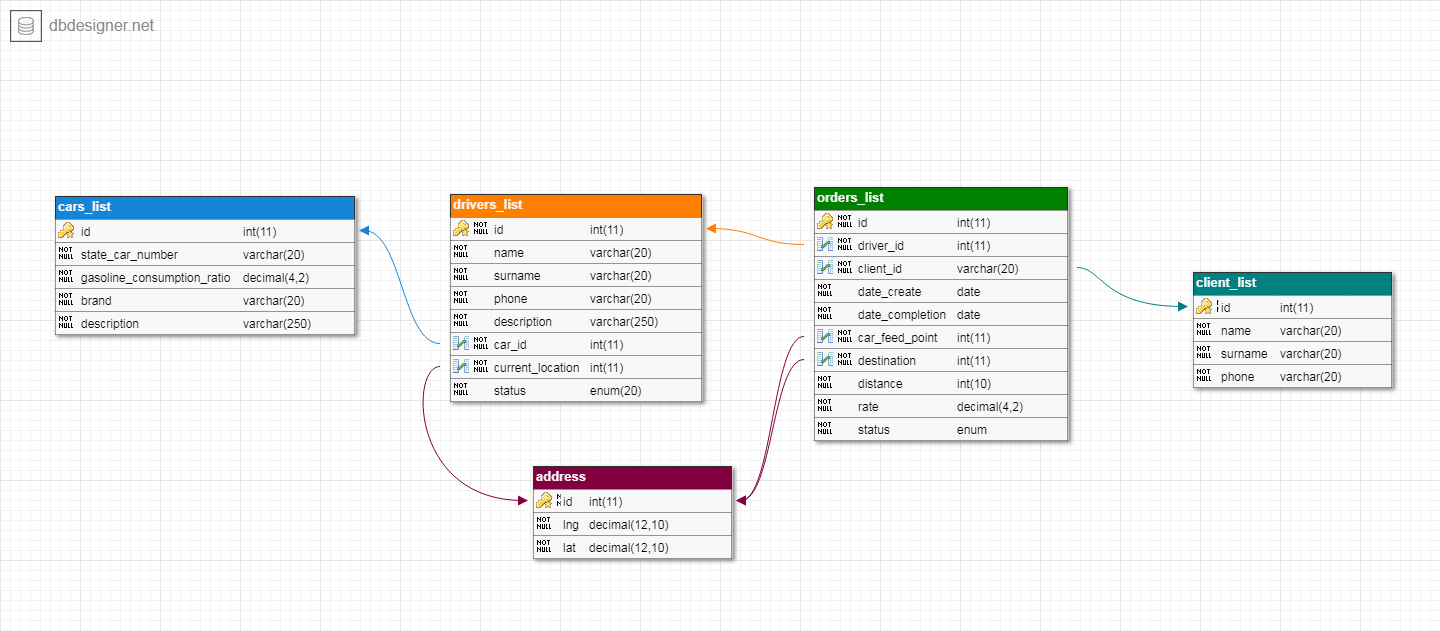 dbdesigner.net
cars_list
id int(11)
NOT NULL state_car_number varchar(20)
NOT NULL gasoline_consumption_ratio decimal(4,2)
NOT NULL brand varchar(20)
NOT NULL description varchar(250)
drivers_list
NOT NULL id int(11)
NOT NULL name varchar(20)
NOT NULL surname varchar(20)
NOT NULL phone varchar(20)
NOT NULL description varchar(250)
NOT NULL car_id int(11)
NOT NULL current_location int(11)
NOT NULL status enum(20)
orders_list
NOT NULL id int(11)
NOT NULL driver_id int(11)
NOT NULL client_id varchar(20)
NOT NULL date_create date
NOT NULL date_completion date
NOT NULL car_feed_point int(11)
NOT NULL destination int(11)
NOT NULL distance int(10)
NOT NULL rate decimal(4,2)
NOT NULL status enum
client_list
id int(11)
NOT NULL name varchar(20)
NOT NULL surname varchar(20)
NOT NULL phone varchar(20)
address
id int(11)
NOT NULL lng decimal(12,10)
NOT NULL lat decimal(12,10)